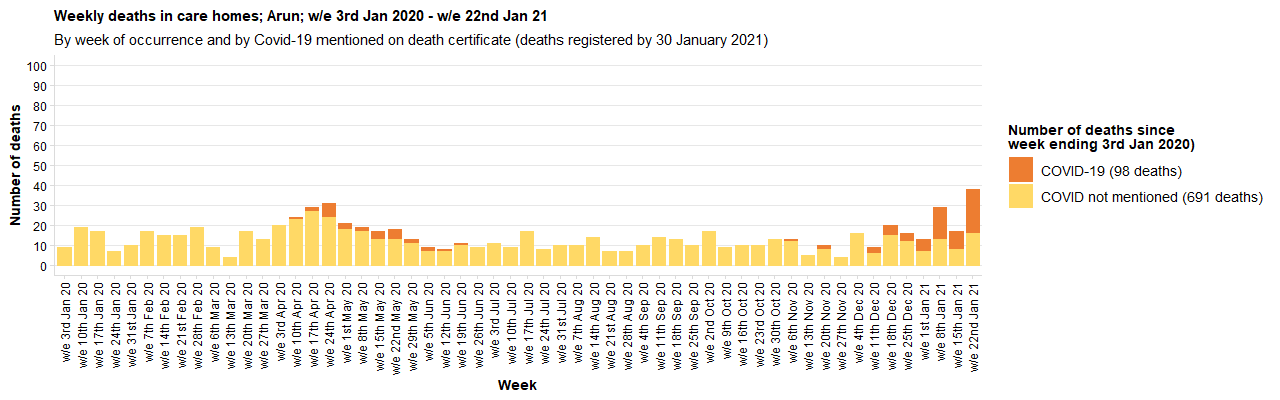 Weekly deaths in care homes; Arun; w/e 3rd Jan 2020 - w/e 22nd Jan 21
By week of occurrence and by Covid-19 mentioned on death certificate (deaths registered by 30 January 2021)
Number of deaths
100
90
80
70
60
50
40
30
20
10
0
w/e 3rd Jan 20
w/e 10th Jan 20
w/e 17th Jan 20
w/e 24th Jan 20
w/e 31st Jan 20
w/e 7th Feb 20
w/e 14th Feb 20
w/e 21st Feb 20
w/e 28th Feb 20
w/e 6th Mar 20
w/e 13th Mar 20
w/e 20th Mar 20
w/e 27th Mar 20
w/e 3rd Apr 20
w/e 10th Apr 20
w/e 17th Apr 20
w/e 24th Apr 20
w/e 1st May 20
w/e 8th May 20
w/e 15th May 20
w/e 22nd May 20
w/e 29th May 20
w/e 5th Jun 20
w/e 12th Jun 20
w/e 19th Jun 20
w/e 26th Jun 20
w/e 3rd Jul 20
w/e 10th Jul 20
w/e 17th Jul 20
w/e 24th Jul 20
w/e 31st Jul 20
w/e 7th Aug 20
w/e 14th Aug 20
w/e 21st Aug 20
w/e 28th Aug 20
w/e 4th Sep 20
w/e 11th Sep 20
w/e 18th Sep 20
w/e 25th Sep 20
w/e 2nd Oct 20
w/e 9th Oct 20
w/e 16th Oct 20
w/e 23rd Oct 20
w/e 30th Oct 20
w/e 6th Nov 20
w/e 13th Nov 20
w/e 20th Nov 20
w/e 27th Nov 20
w/e 4th Dec 20
w/e 11th Dec 20
w/e 18th Dec 20
w/e 25th Dec 20
w/e 1st Jan 21
w/e 8th Jan 21
w/e 15th Jan 21
w/e 22nd Jan 21
Week
Number of deaths since
week ending 3rd Jan 2020)
COVID-19 (98 deaths)
COVID not mentioned (691 deaths)